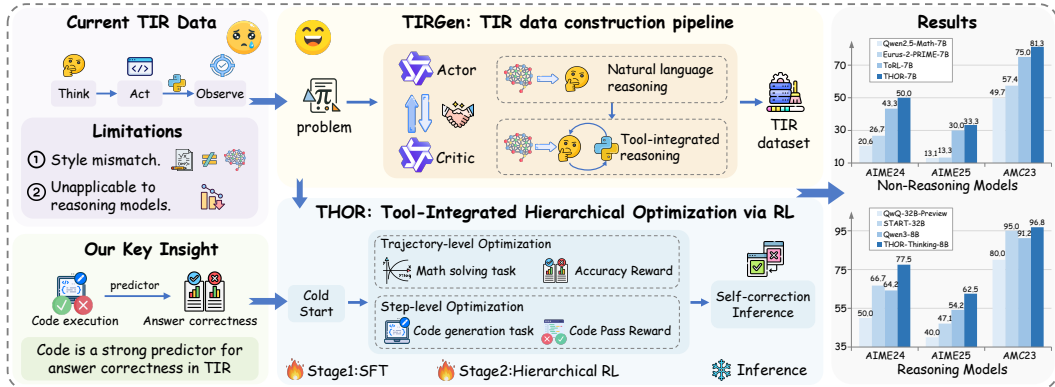 Current TIR Data
Think
Act
Observe
Limitations
1 Style mismatch.
2 Unapplicable to
reasoning models.
Our Key Insight
predictor
Code execution
Answer correctness
Code is a strong predictor for
answer correctness in TIR
TIRGen: TIR data construction pipeline
problem
Actor
Critic
Natural language
reasoning
Tool-integrated
reasoning
TIR
dataset
THOR: Tool-Integrated Hierarchical Optimization via RL
Cold
Start
Trajectory-level Optimization
Math solving task
Accuracy Reward
Step-level Optimization
Code generation task
Code Pass Reward
Self-correction
Inference
Stage1:SFT
Stage2:Hierarchical RL
Inference
Results
Qwen2.5-Math-7B
Eurus-2-PRIME-7B
ToRL-7B
THOR-7B
70
50
30
10
20.6
26.7
43.3
50.0
13.1
13.3
30.0
33.3
49.7
57.4
75.0
81.3
AIME24
AIME25
AMC23
Non-Reasoning Models
QwQ-32B-Preview
START-32B
Qwen3-8B
THOR-Thinking-8B
95
75
55
35
50.0
66.7
64.2
77.5
40.0
47.1
54.2
62.5
80.0
95.0
91.2
96.8
AIME24
AIME25
AMC23
Reasoning Models